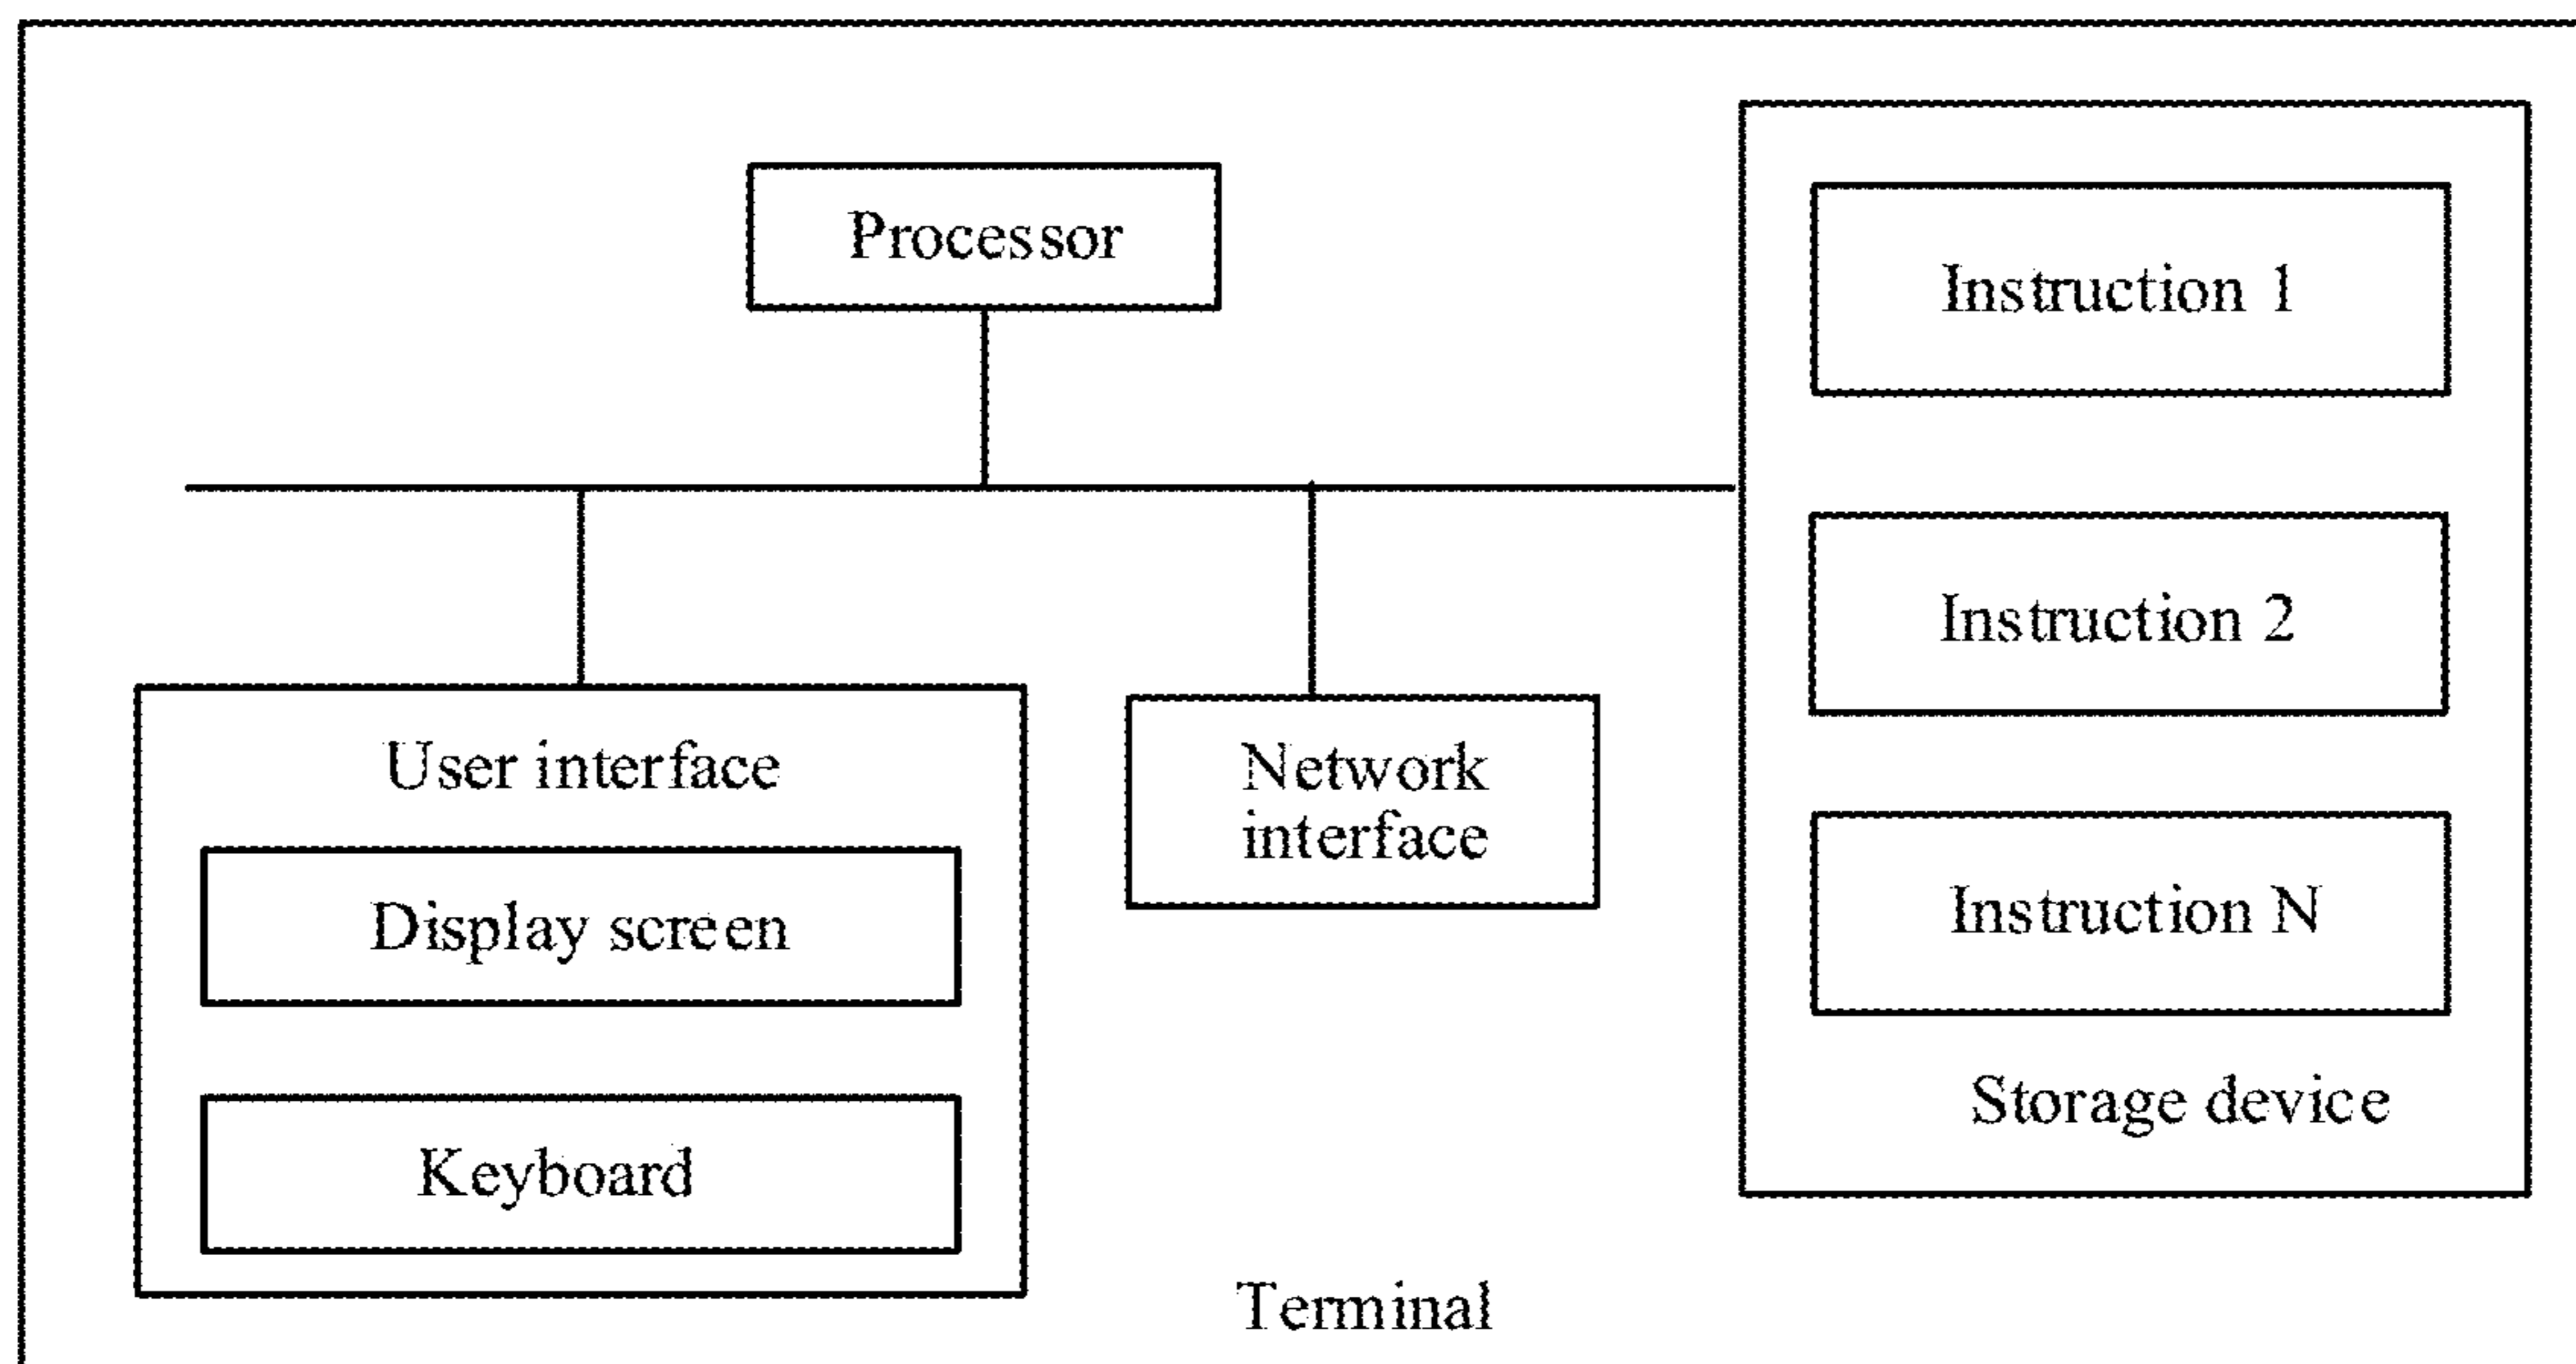 Processor
Instruction 1
Instruction 2
User interface
Network
interface
Display screen
Instruction N
Storage device
Keyboard
Terminal